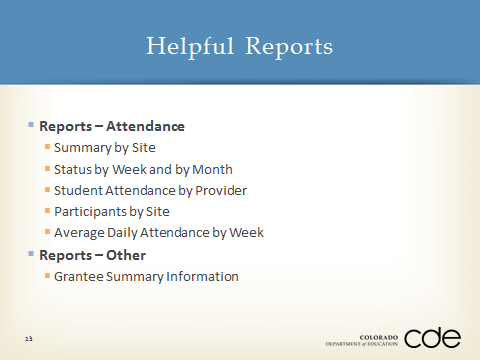 Helpful Reports
Reports – Attendance
Summary by Site
Status by Week and by Month
Student Attendance by Provider
Participants by Site
Average Daily Attendance by Week
Reports – Other
Grantee Summary Information
13
COLORADO
DEPARTMENT of EDUCATION
cde